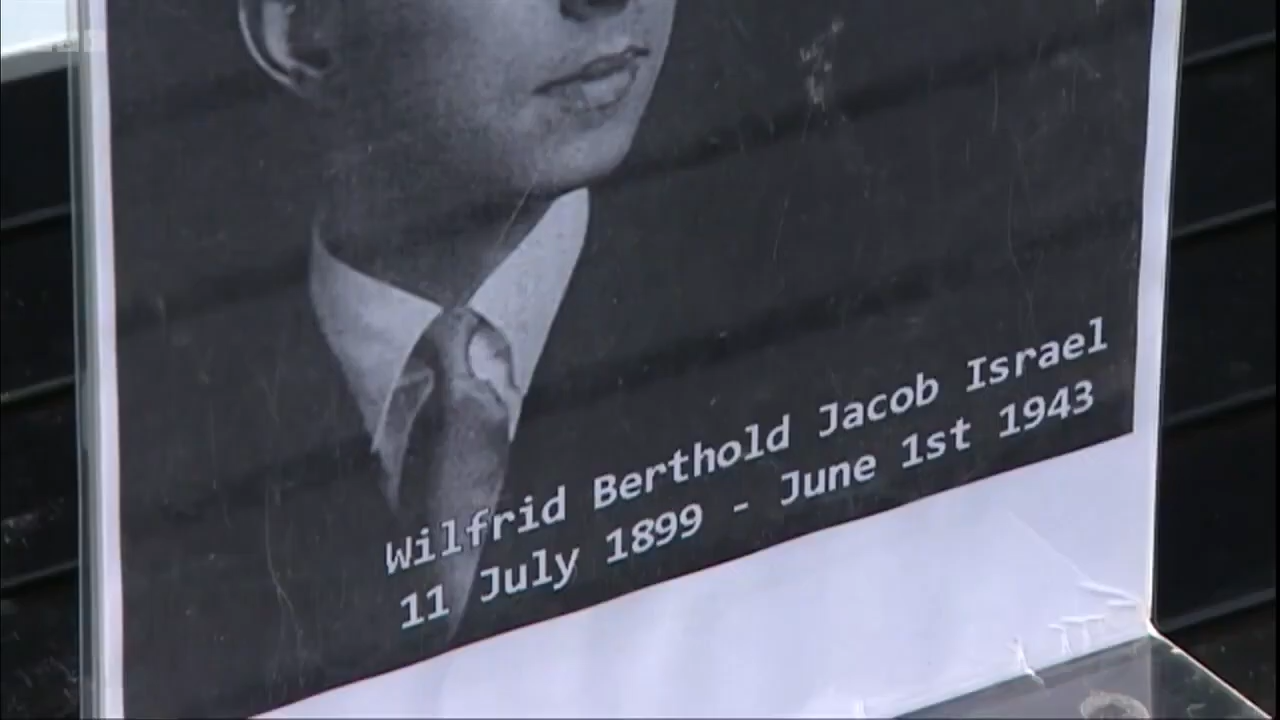 Wilfrid Berthold Jacob Israel
11 July 1899 - June 1st 1943